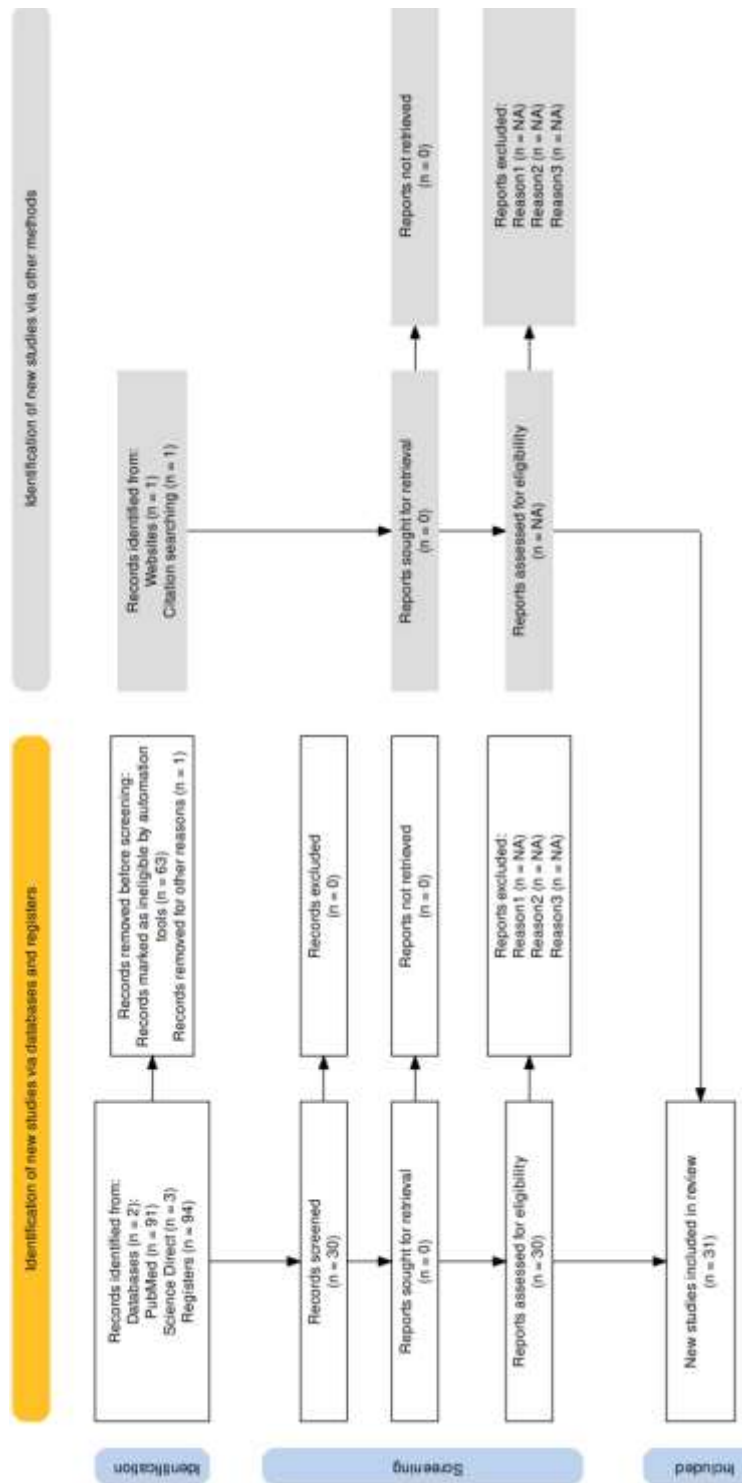 Identification of new studies via databases and registers
Identification of new studies via other methods
Identification
Records identified from:
Databases (n = 2):
PubMed (n = 91)
Science Direct (n = 3)
Registers (n = 94)
Records removed before screening:
Records marked as ineligible by automation
tools (n = 63)
Records removed for other reasons (n = 1)
Records identified from:
Websites (n = 1)
Citation searching (n = 1)
Screening
Records screened
(n = 30)
Records excluded
(n = 0)
Reports sought for retrieval
(n = 0)
Reports not retrieved
(n = 0)
Reports sought for retrieval
(n = 0)
Reports not retrieved
(n = 0)
Reports assessed for eligibility
(n = 30)
Reports excluded:
Reason1 (n = NA)
Reason2 (n = NA)
Reason3 (n = NA)
Reports assessed for eligibility
(n = NA)
Reports excluded:
Reason1 (n = NA)
Reason2 (n = NA)
Reason3 (n = NA)
Included
New studies included in review
(n = 31)